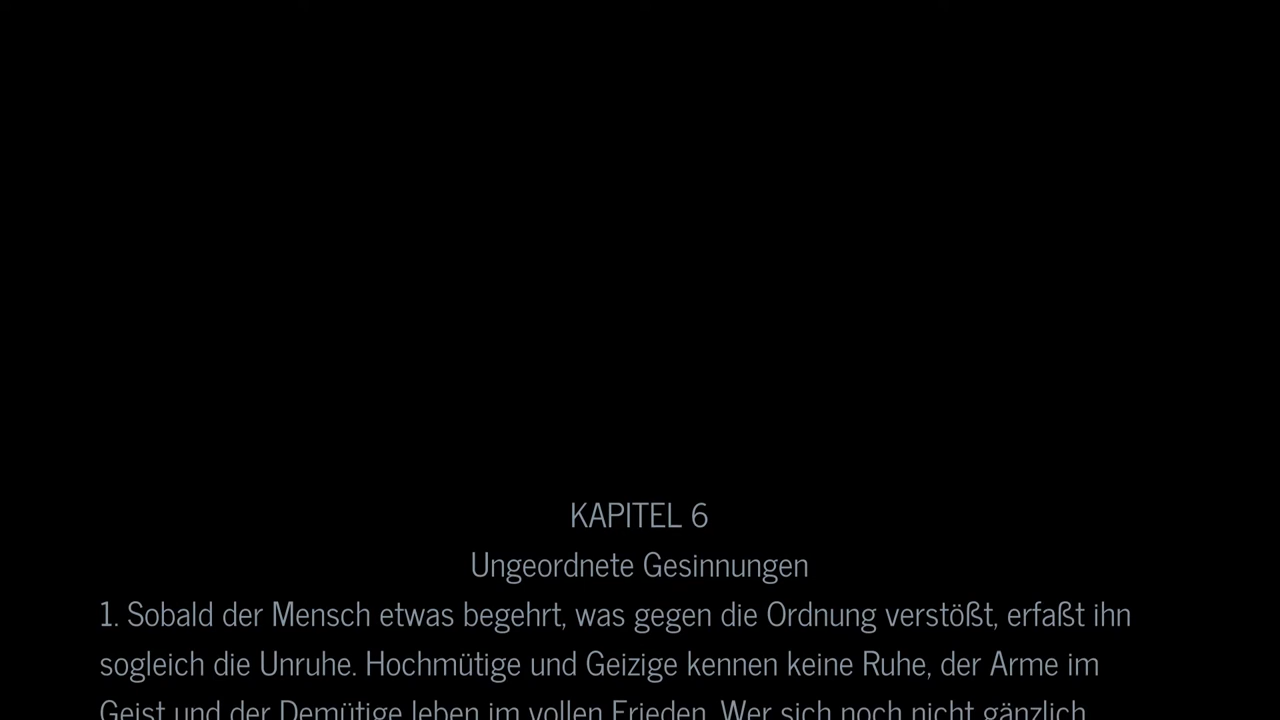 KAPITEL 6
Ungeordnete Gesinnungen
1. Sobald der Mensch etwas begehrt, was gegen die Ordnung verstößt, erfaßt ihn
sogleich die Unruhe. Hochmütige und Geizige kennen keine Ruhe, der Arme im
Geist und der Demütige leben im vollen Frieden. Wer sich noch nicht gänzlich